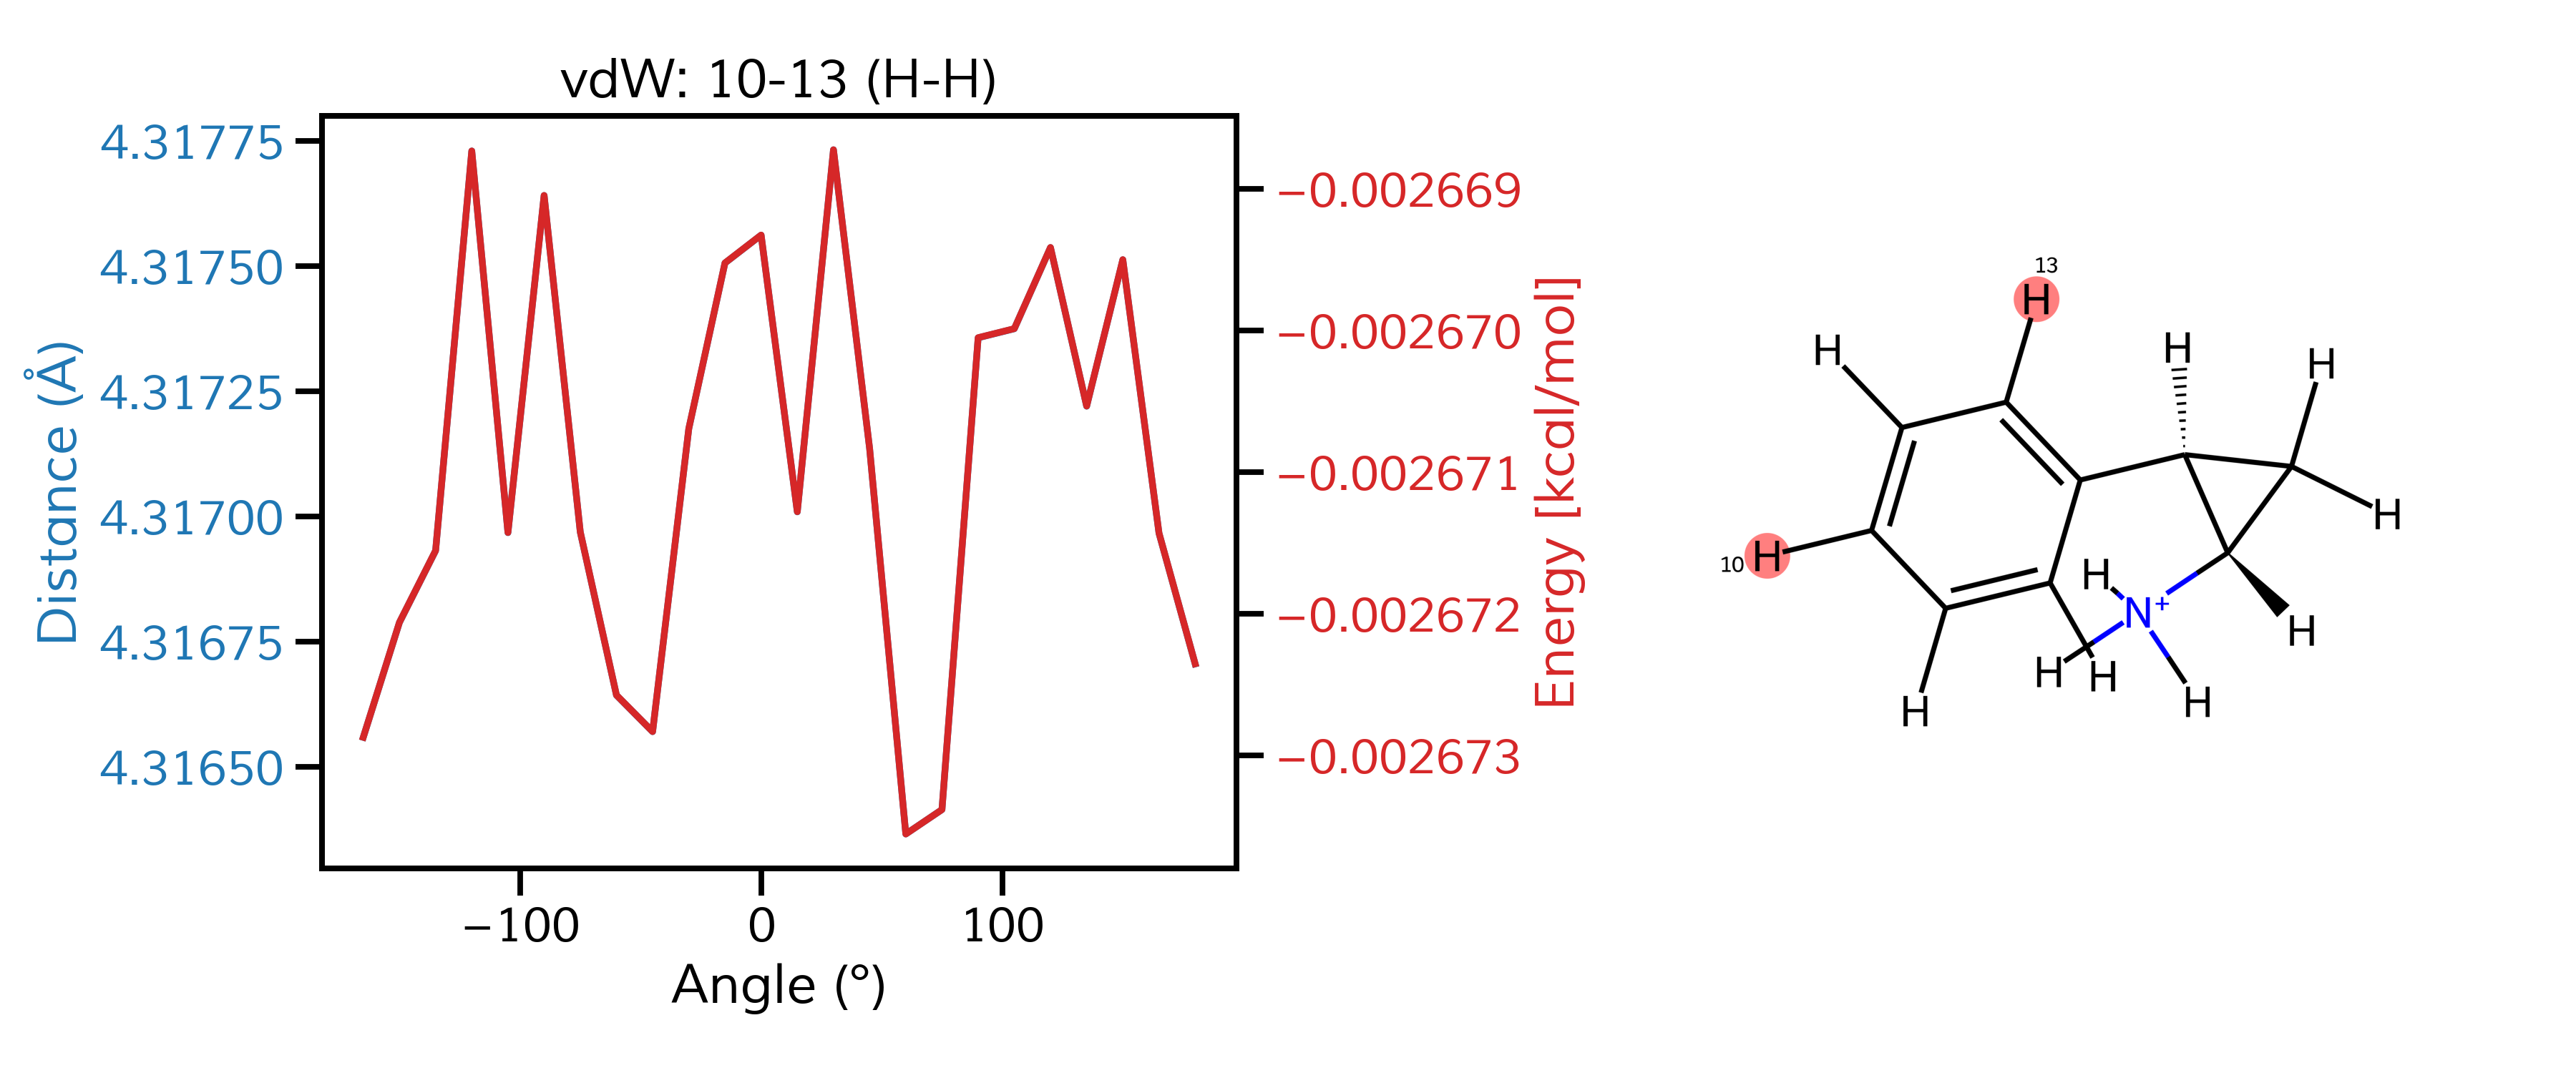 vdW: 10-13 (H-H)
4.31775
4.31750
4.31725
4.31700
4.31675
4.31650
Distance (Å)
−0.002669
−0.002670
−0.002671
−0.002672
−0.002673
Energy [kcal/mol]
−100 0 100
Angle (°)
13
H
H
H
H
H
10 H
H
N+
H
H
H
H
H